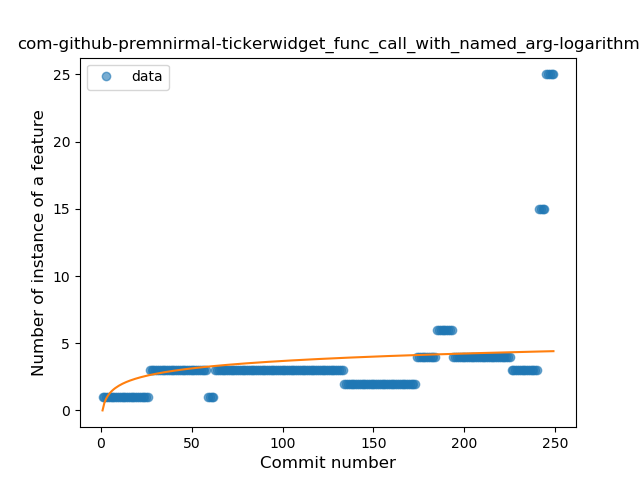 com-github-premnirmal-tickerwidget_func_call_with_named_arg-logarithm
data
Number of instance of a feature
25
20
15
10
5
0
0 50 100 150 200 250
Commit number